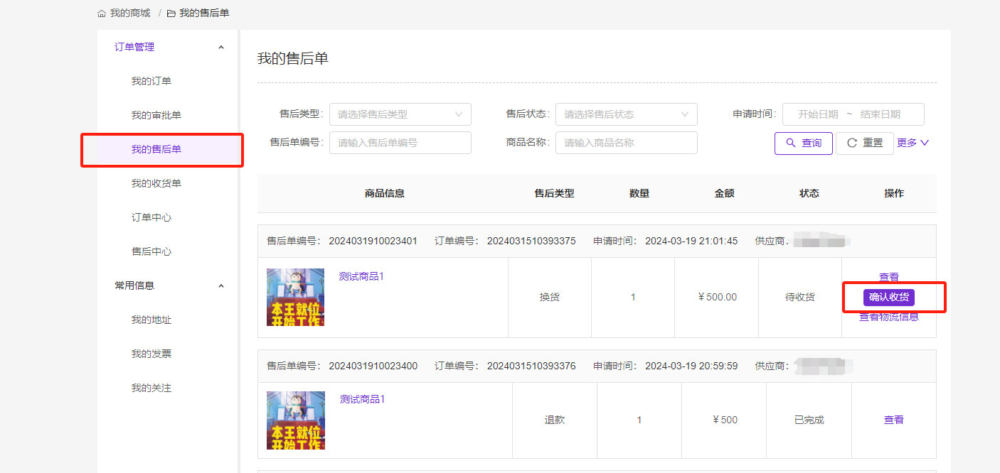 我的商城 / 我的售后单
订单管理
我的订单
我的审批单
我的售后单
我的收货单
订单中心
售后中心
常用信息
我的地址
我的发票
我的关注
我的售后单
售后类型: 请选择售后类型 售后状态: 请选择售后状态 申请时间: 开始日期 ~ 结束日期
售后单编号: 请输入售后单编号 商品名称: 请输入商品名称 查询 重置 更多
商品信息 售后类型 数量 金额 状态 操作
售后单编号: 2024031910023401 订单编号: 2024031510393375 申请时间: 2024-03-19 21:01:45 供应商
测试商品1
本王就位
开始工作
换货 1 ¥500.00 待收货
查看
确认收货
查看物流信息
售后单编号: 2024031910023400 订单编号: 2024031510393376 申请时间: 2024-03-19 20:59:59 供应商:
测试商品1
本王就位
开始工作
退款 1 ¥500 已完成 查看